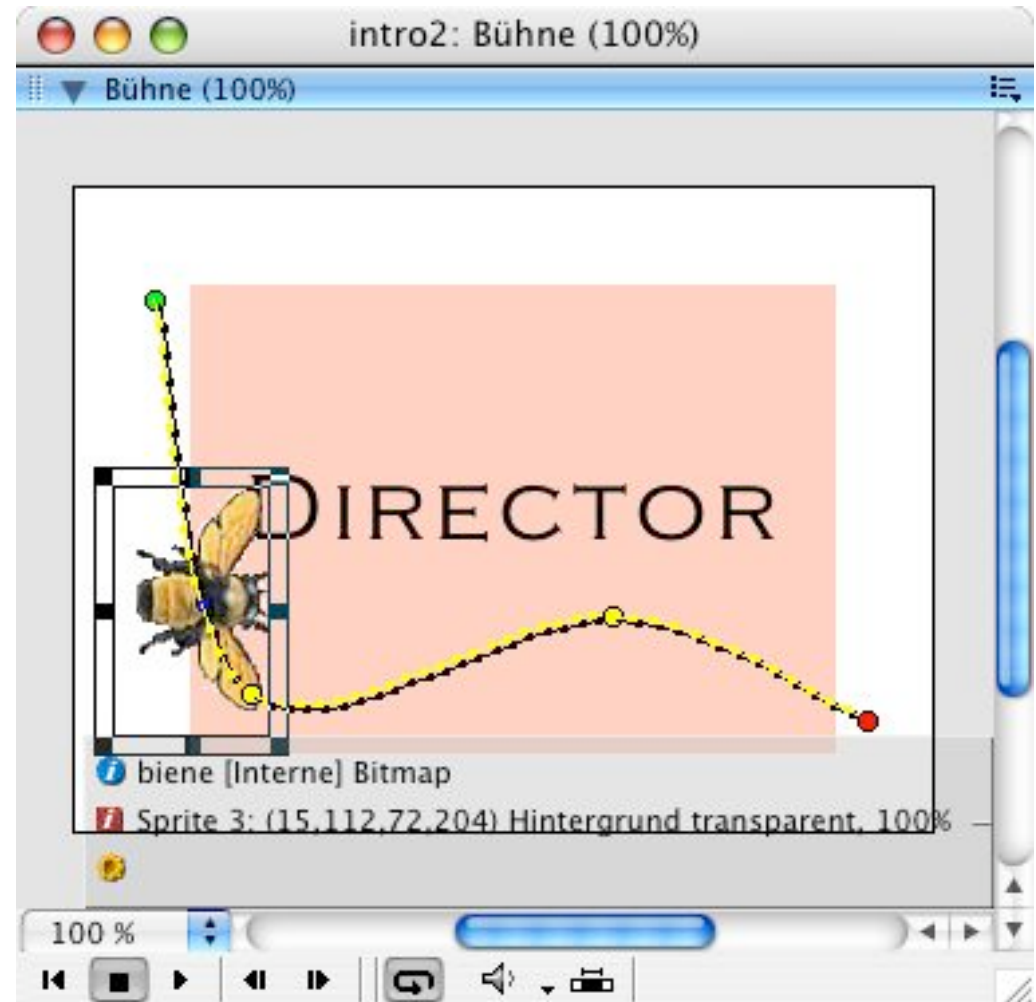 intro2: Bühne (100%)
Bühne (100%)
DIRECTOR
biene [Interne] Bitmap
Sprite 3: (15,112,72,204) Hintergrund transparent, 100%
100 %